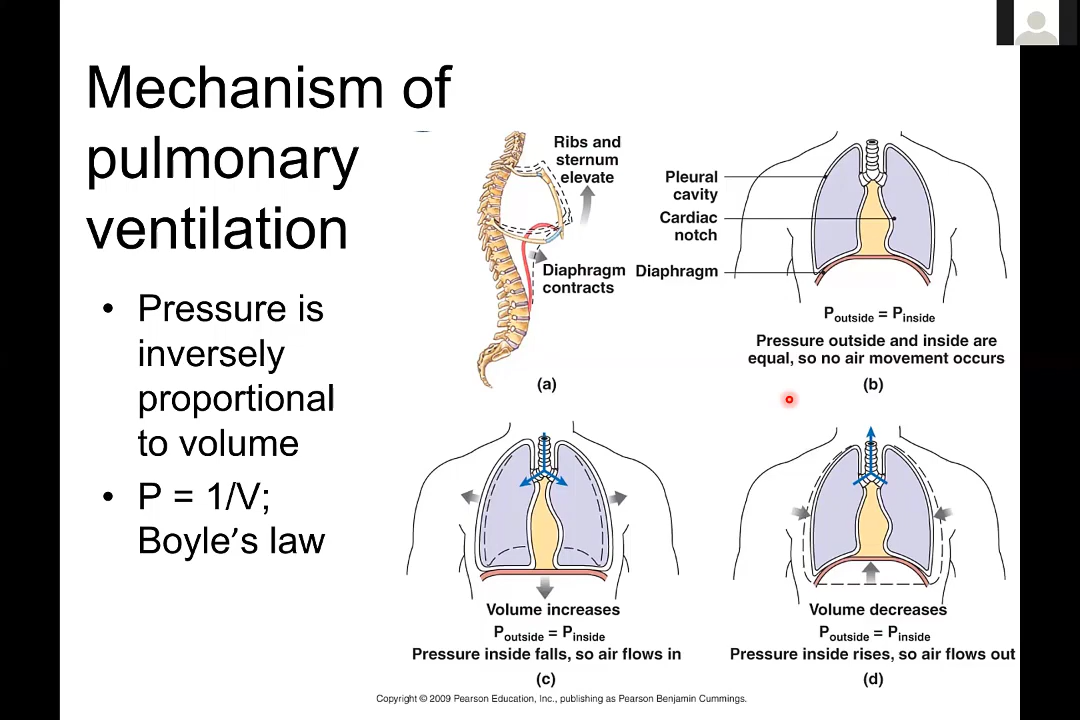 Mechanism of
pulmonary
ventilation
• Pressure is
inversely
proportional
to volume
• P = 1/V;
Boyle’s law
Ribs and
sternum
elevate
Diaphragm
contracts
(a)
Pleural
cavity
Cardiac
notch
Diaphragm
Poutside = Pinside
Pressure outside and inside are
equal, so no air movement occurs
(b)
Volume increases
Poutside = Pinside
Pressure inside falls, so air flows in
(c)
Volume decreases
Poutside = Pinside
Pressure inside rises, so air flows out
(d)
Copyright © 2009 Pearson Education, Inc., publishing as Pearson Benjamin Cummings.